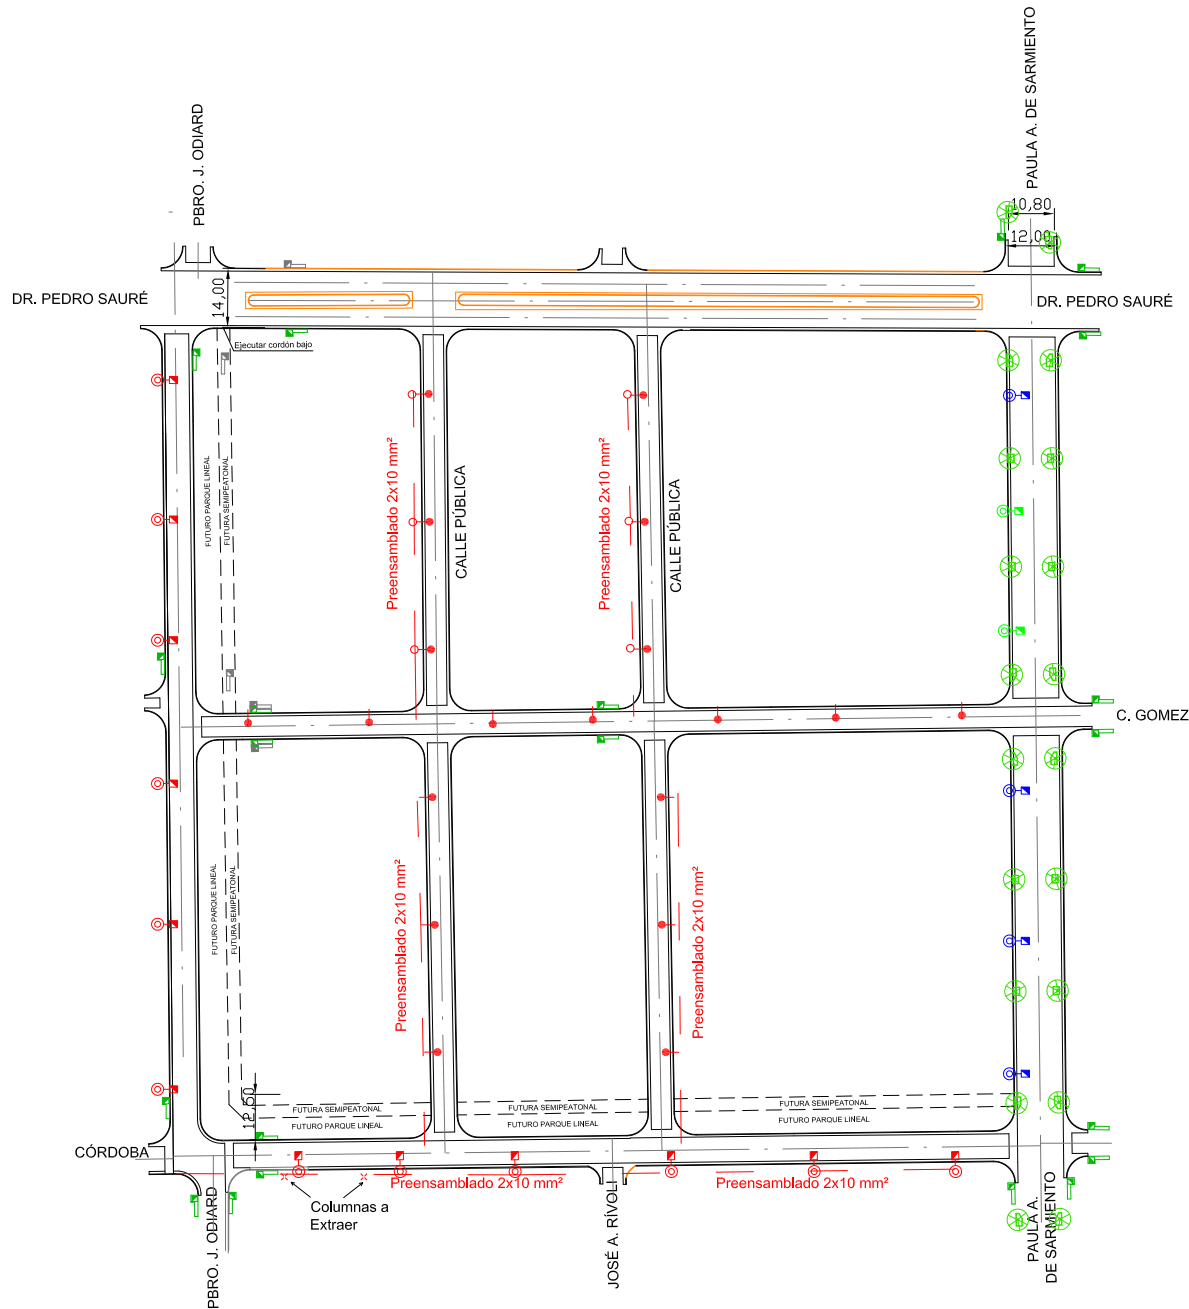 PAULA A. DE SARMIENTO
PBRO. J. ODIARD
10,80
12,00
DR. PEDRO SAURÉ
14,00
DR. PEDRO SAURÉ
Ejecutar cordón bajo
FUTURO PARQUE LINEAL
FUTURA SEMIPEATONAL
Preensamblado 2x10 mm²
CALLE PÚBLICA
Preensamblado 2x10 mm²
CALLE PÚBLICA
C. GOMEZ
FUTURO PARQUE LINEAL
FUTURA SEMIPEATONAL
Preensamblado 2x10 mm²
Preensamblado 2x10 mm²
12,50
FUTURA SEMIPEATONAL
FUTURO PARQUE LINEAL
FUTURA SEMIPEATONAL
FUTURO PARQUE LINEAL
FUTURA SEMIPEATONAL
FUTURO PARQUE LINEAL
CÓRDOBA
Preensamblado 2x10 mm²
Preensamblado 2x10 mm²
Columnas a
Extraer
PBRO. J. ODIARD
JOSÉ A. RÍVOLI
PAULA A.
DE SARMIENTO